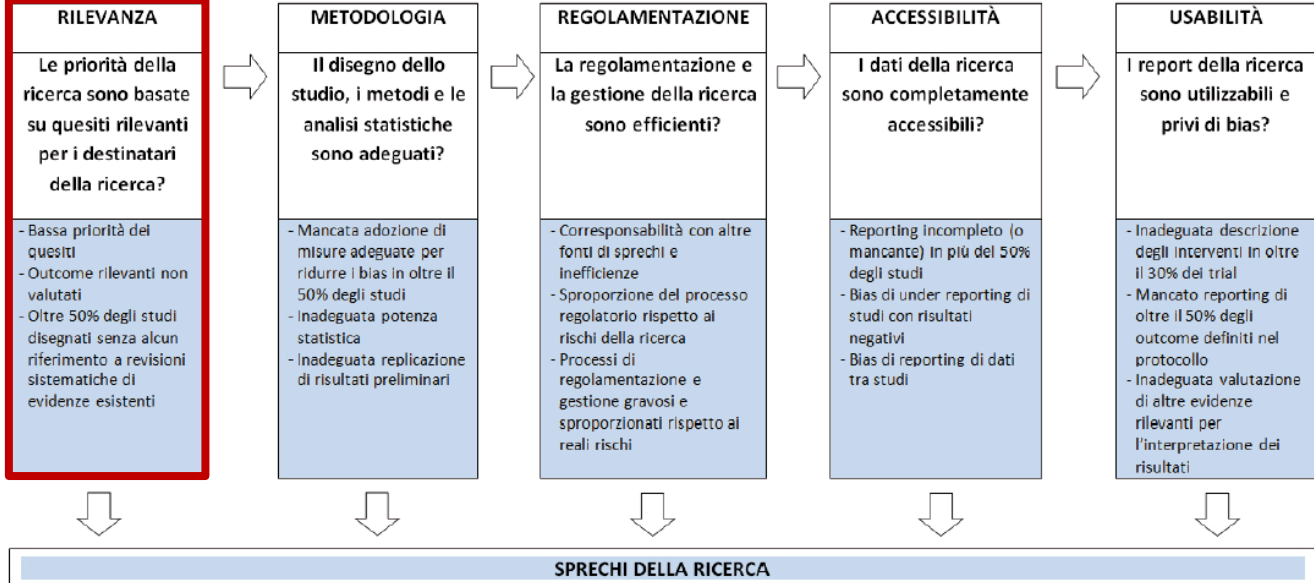 RILEVANZA
Le priorità della
ricerca sono basate
su quesiti rilevanti
per i destinatari
della ricerca?
- Bassa priorità dei
quesiti
- Outcome rilevanti non
valutati
- Oltre 50% degli studi
disegnati senza alcun
riferimento a revisioni
sistematiche di
evidenze esistenti
METODOLOGIA
Il disegno dello
studio, i metodi e le
analisi statistiche
sono adeguati?
- Mancata adozione di
misure adeguate per
ridurre i bias in oltre il
50% degli studi
- Inadeguata potenza
statistica
- Inadeguata replicazione
di risultati preliminari
REGOLAMENTAZIONE
La regolamentazione e
la gestione della ricerca
sono efficienti?
- Corresponsabilità con altre
fonti di sprechi e
inefficienze
- Sproporzione del processo
regolatorio rispetto ai
rischi della ricerca
- Processi di
regolamentazione e
gestione gravosi e
sproporzionati rispetto ai
reali rischi
ACCESSIBILITÀ
I dati della ricerca
sono completamente
accessibili?
- Reporting incompleto (o
mancante) in più del 50%
degli studi
- Bias di under reporting di
studi con risultati
negativi
- Bias di reporting di dati
tra studi
USABILITÀ
I report della ricerca
sono utilizzabili e
privi di bias?
- Inadeguata descrizione
degli interventi in oltre
il 30% dei trial
- Mancato reporting di
oltre il 50% degli
outcome definiti nel
protocollo
- Inadeguata valutazione
di altre evidenze
rilevanti per
l'interpretazione dei
risultati
SPRECHI DELLA RICERCA